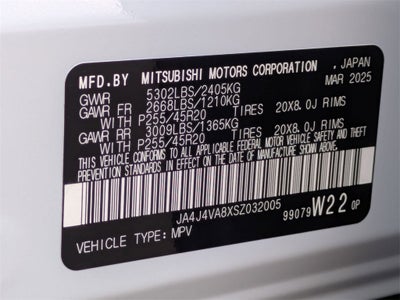 MFD.BY MITSUBISHI MOTORS CORPORATION . JAPAN
MAR 2025
GVWR 5302LBS/2405KG
GAWR FR 2668LBS/1210KG
WITH P255/45R20 TIRES 20X8.0J RIMS
GAWR RR 3009LBS/1365KG
WITH P255/45R20 TIRES 20X8.0J RIMS
THIS VEHICLE CONFORMS TO ALL APPLICABLE
FEDERAL MOTOR VEHICLE SAFETY, BUMPER AND THEFT
PREVENTION STANDARDS IN EFFECT ON THE DATE OF
MANUFACTURE SHOWN ABOVE.
JA4J4VA8XSZ032005
99079 W22 0P
VEHICLE TYPE: MPV